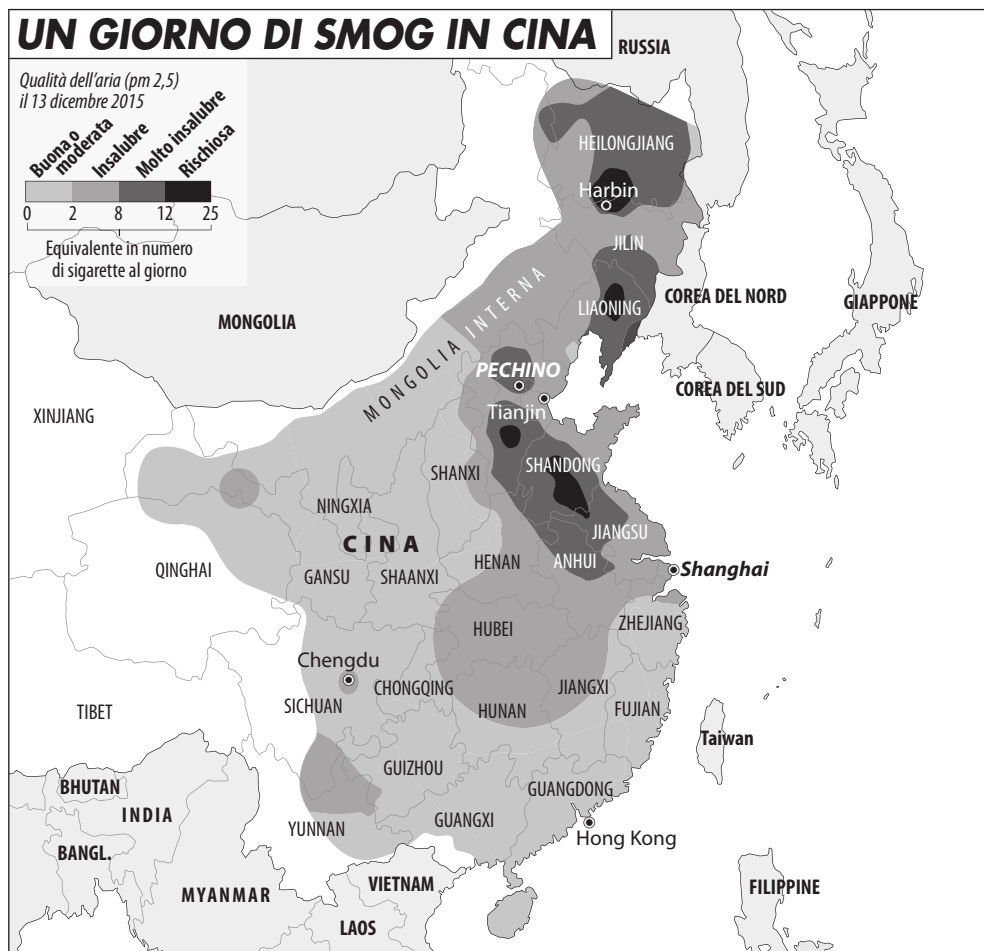 UN GIORNO DI SMOG IN CINA
Qualità dell'aria (pm 2,5)
il 13 dicembre 2015
Buona o
moderata
Insalubre
Molto insalubre
Rischiosa
0 2 8 12 25
Equivalente in numero
di sigarette al giorno
RUSSIA
HEILONGJIANG
Harbin
JILIN
MONGOLIA
MONGOLIA INTERNA
LIAONING
COREA DEL NORD
GIAPPONE
PECHINO
COREA DEL SUD
XINJIANG
Tianjin
SHANXI
SHANDONG
NINGXIA
JIANGSU
CINA
QINGHAI
GANSU
SHAANXI
HENAN
ANHUI
Shanghai
HUBEI
ZHEJIANG
Chengdu
CHONGQING
JIANGXI
SICHUAN
HUNAN
FUJIAN
TIBET
Taiwan
GUIZHOU
BHUTAN
GUANGDONG
INDIA
YUNNAN
GUANGXI
Hong Kong
BANGL.
MYANMAR
VIETNAM
FILIPPINE
LAOS